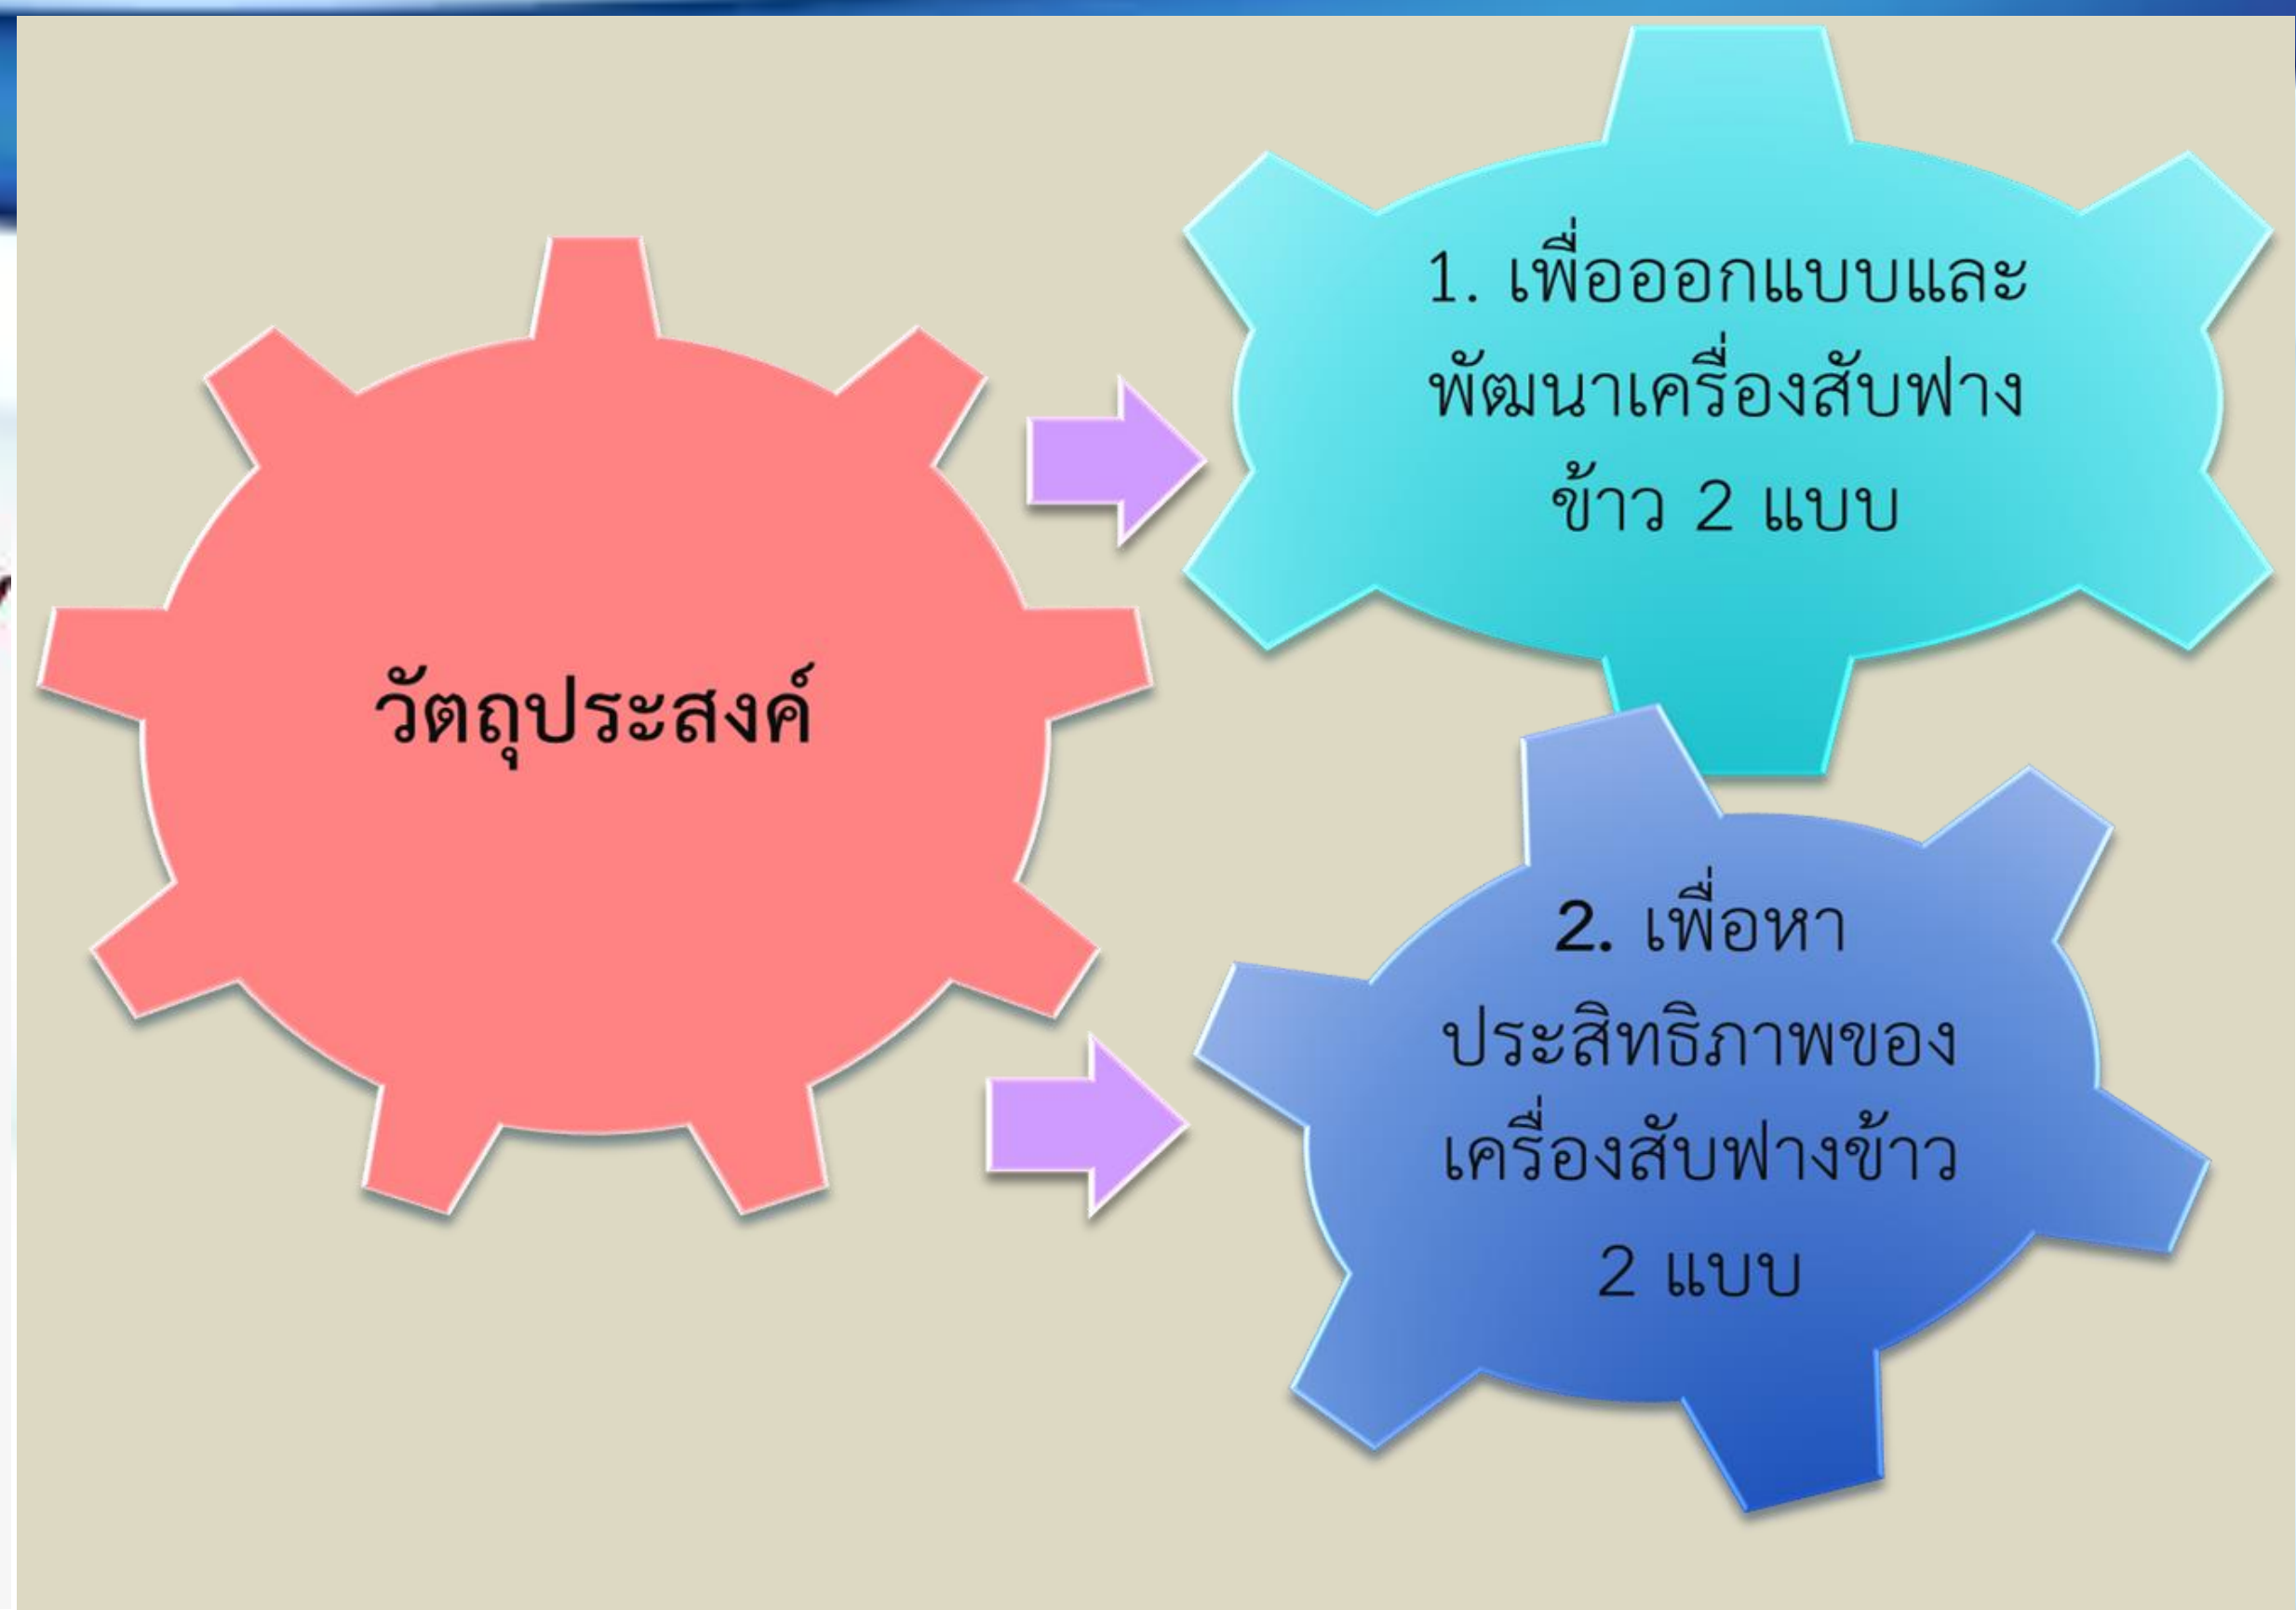 วัตถุประสงค์
1. เพื่อออกแบบและ
พัฒนาเครื่องสับฟาง
ข้าว 2 แบบ
2. เพื่อหา
ประสิทธิภาพของ
เครื่องสับฟางข้าว
2 แบบ